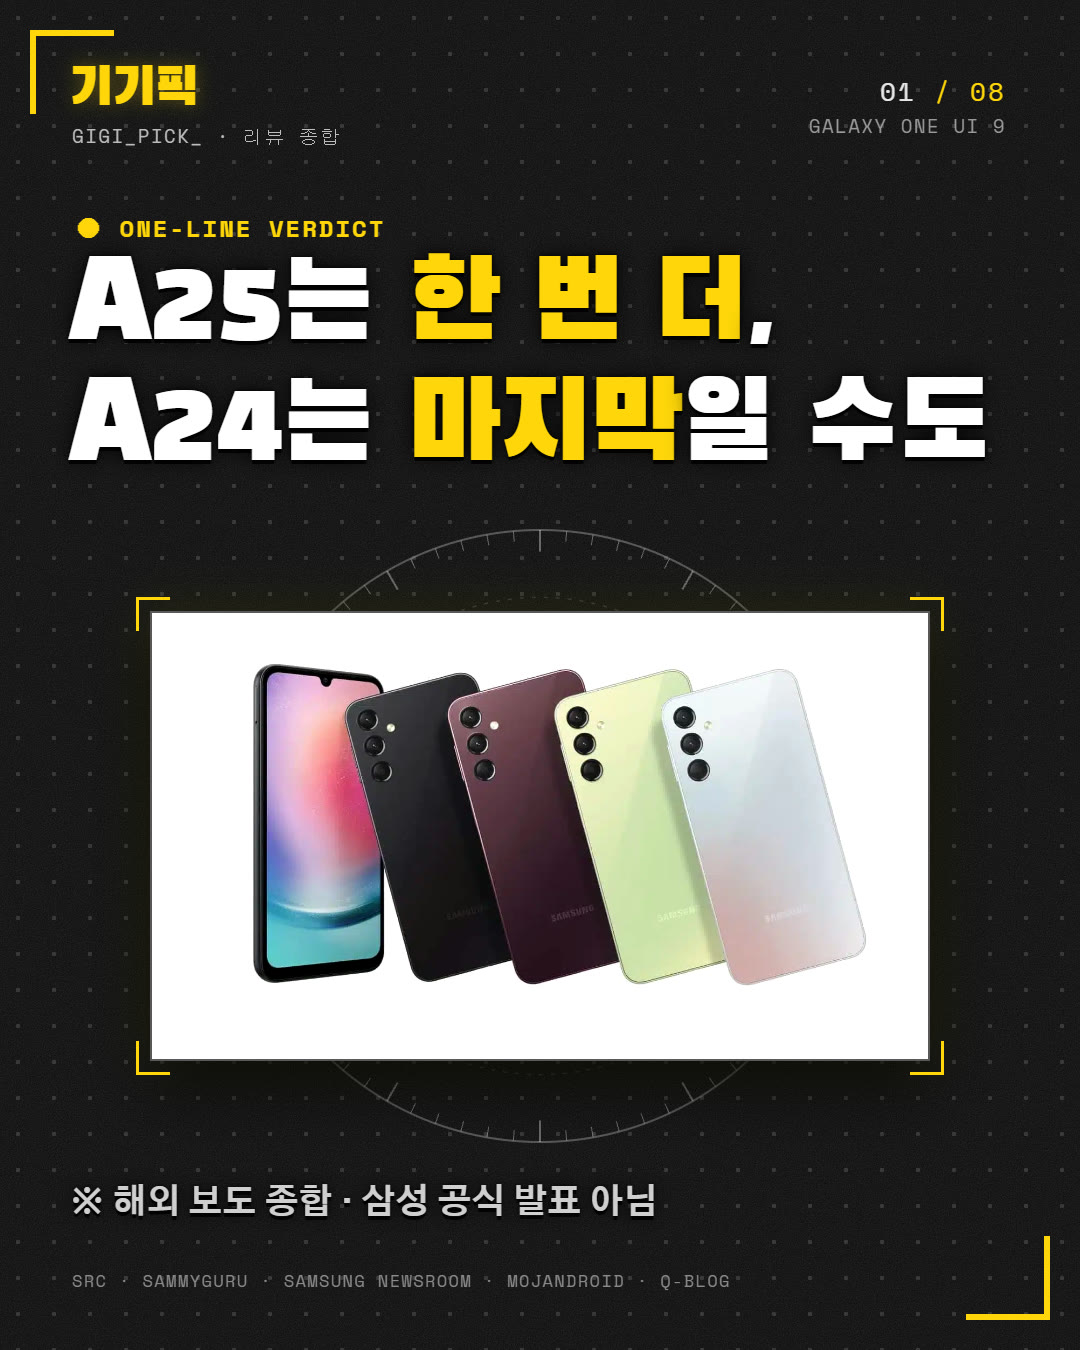 기기픽
GIGI_PICK_ · 리뷰 종합
01 / 08
GALAXY ONE UI 9
ONE-LINE VERDICT
A25는 한 번 더,
A24는 마지막일 수도
SAMSUNG
SAMSUNG
SAMSUNG
SAMSUNG
※ 해외 보도 종합 · 삼성 공식 발표 아님
SRC · SAMMYGURU · SAMSUNG NEWSROOM · MOJANDROID · Q-BLOG